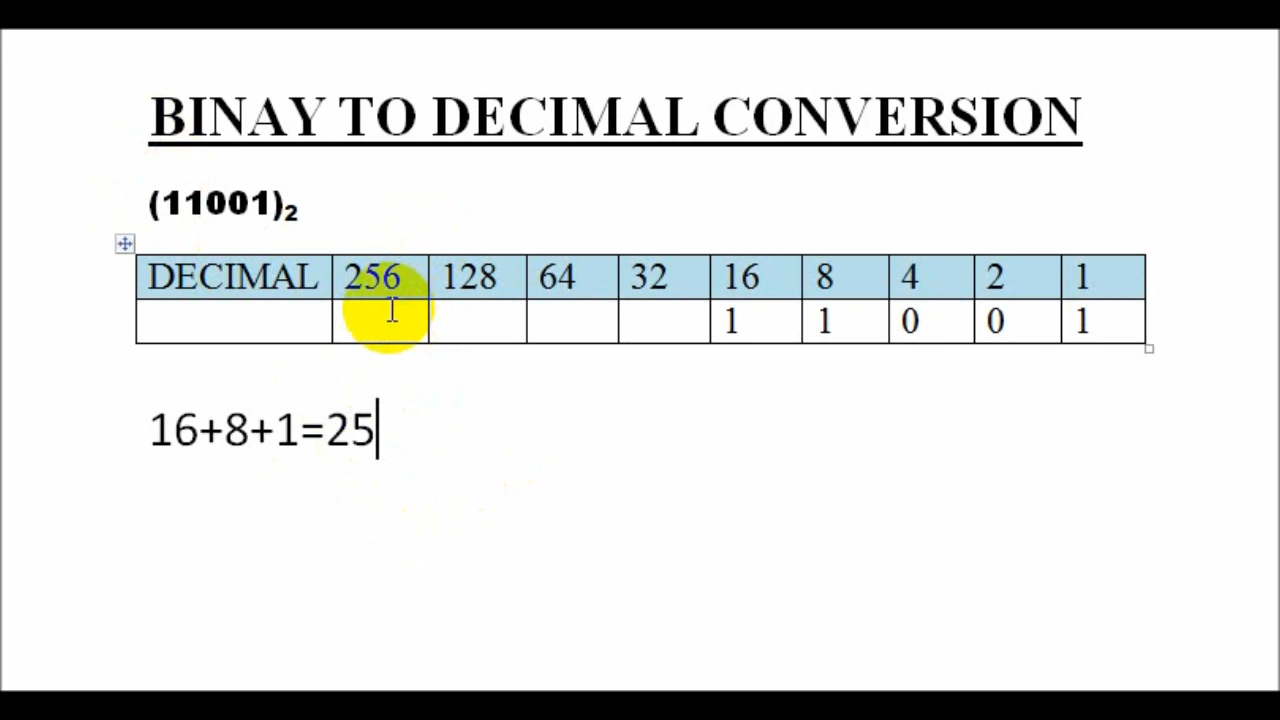 BINAY TO DECIMAL CONVERSION
(11001)₂
DECIMAL 256 128 64 32 16 8 4 2 1
1 1 0 0 1
16+8+1=25